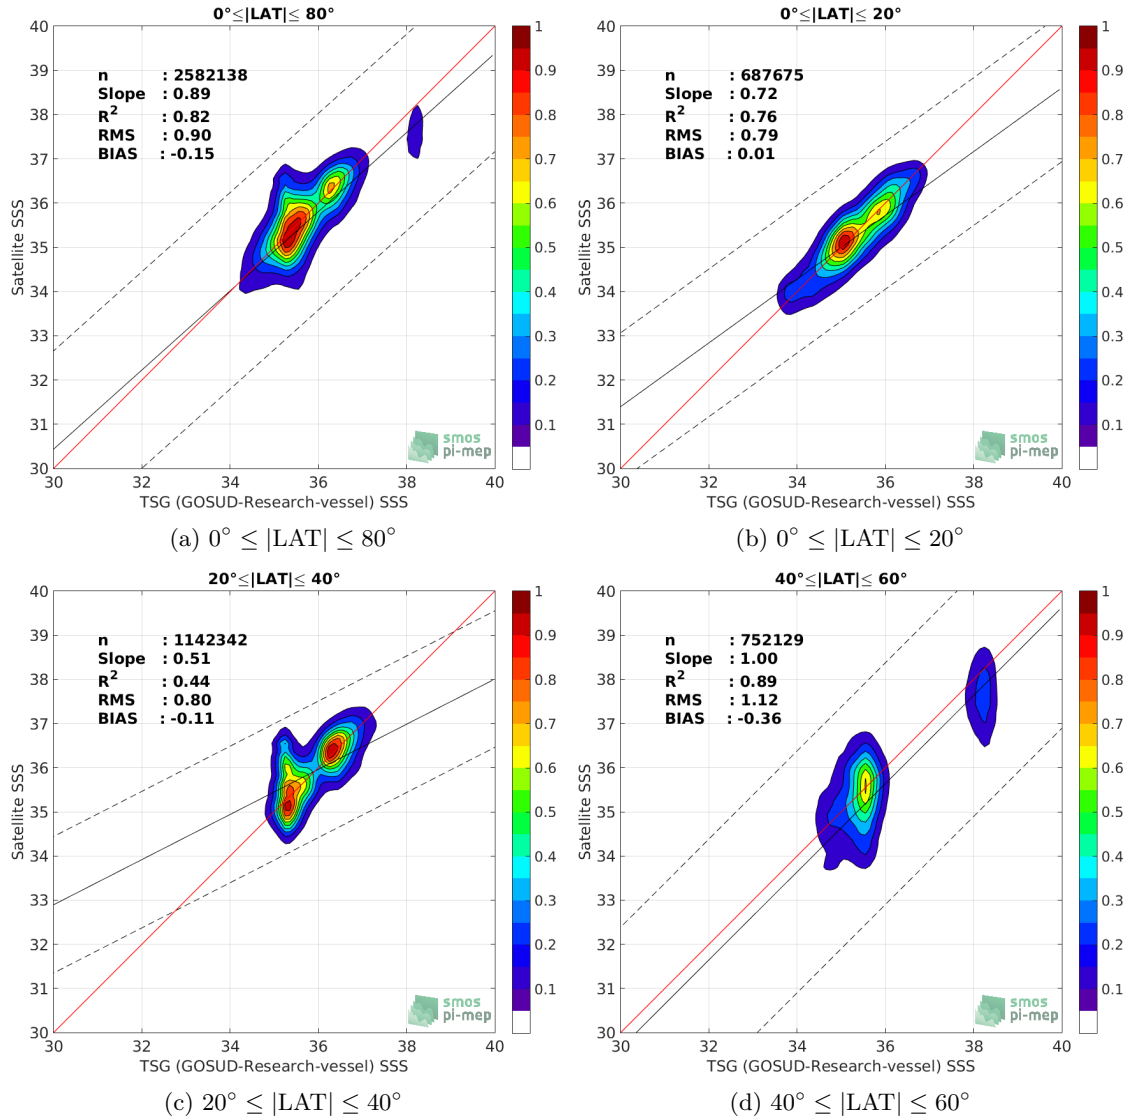 0°≤|LAT|≤ 80°
40
39
38
37
36
35
34
33
32
31
30
Satellite SSS
n : 2582138
Slope : 0.89
R² : 0.82
RMS : 0.90
BIAS : -0.15
smos
pi-mep
30 32 34 36 38 40
TSG (GOSUD-Research-vessel) SSS
1
0.9
0.8
0.7
0.6
0.5
0.4
0.3
0.2
0.1
(a) 0° ≤ |LAT| ≤ 80°
0°≤|LAT|≤ 20°
40
39
38
37
36
35
34
33
32
31
30
Satellite SSS
n : 687675
Slope : 0.72
R² : 0.76
RMS : 0.79
BIAS : 0.01
smos
pi-mep
30 32 34 36 38 40
TSG (GOSUD-Research-vessel) SSS
1
0.9
0.8
0.7
0.6
0.5
0.4
0.3
0.2
0.1
(b) 0° ≤ |LAT| ≤ 20°
20°≤|LAT|≤ 40°
40
39
38
37
36
35
34
33
32
31
30
Satellite SSS
n : 1142342
Slope : 0.51
R² : 0.44
RMS : 0.80
BIAS : -0.11
smos
pi-mep
30 32 34 36 38 40
TSG (GOSUD-Research-vessel) SSS
1
0.9
0.8
0.7
0.6
0.5
0.4
0.3
0.2
0.1
(c) 20° ≤ |LAT| ≤ 40°
40°≤|LAT|≤ 60°
40
39
38
37
36
35
34
33
32
31
30
Satellite SSS
n : 752129
Slope : 1.00
R² : 0.89
RMS : 1.12
BIAS : -0.36
smos
pi-mep
30 32 34 36 38 40
TSG (GOSUD-Research-vessel) SSS
1
0.9
0.8
0.7
0.6
0.5
0.4
0.3
0.2
0.1
(d) 40° ≤ |LAT| ≤ 60°